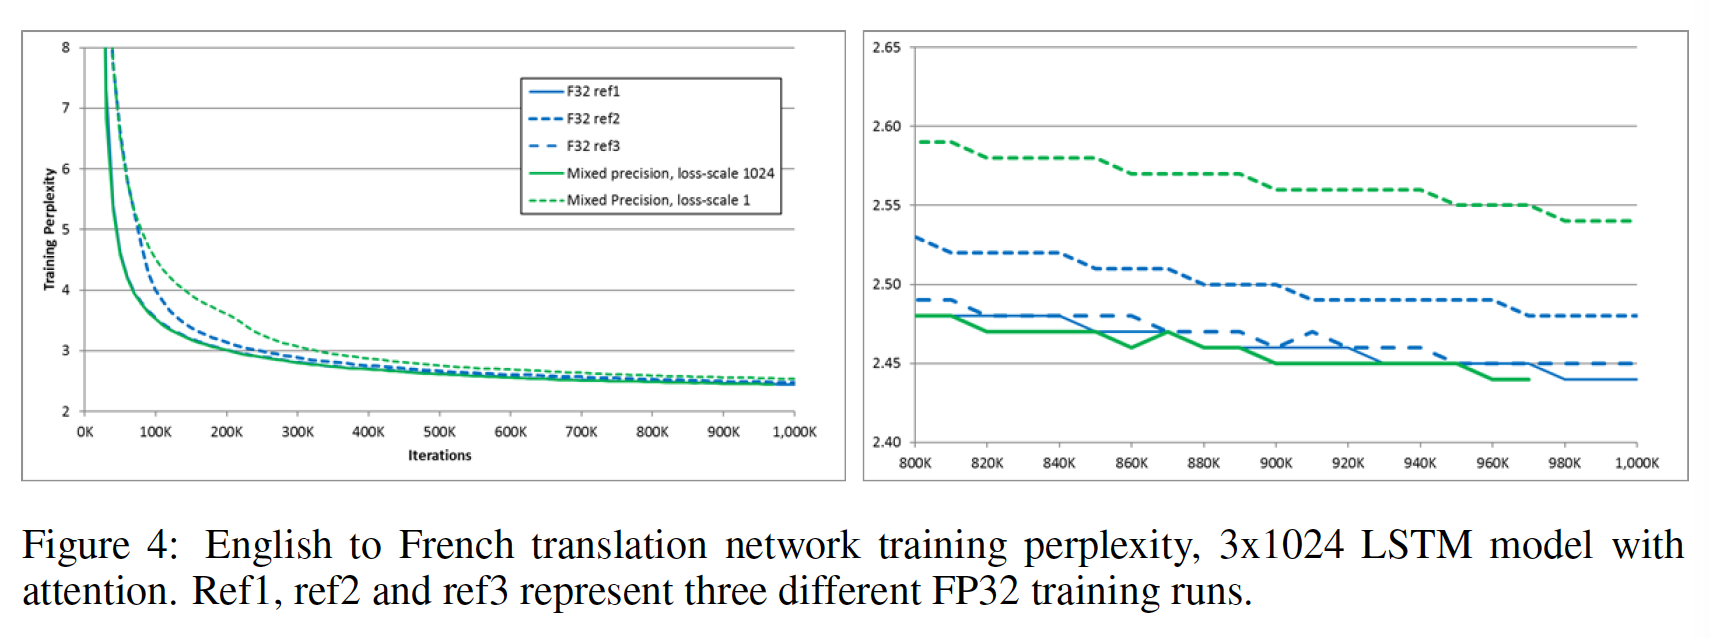 8
7
6
5
4
3
2
Training Perplexity
0K 100K 200K 300K 400K 500K 600K 700K 800K 900K 1,000K
Iterations
F32 ref1
F32 ref2
F32 ref3
Mixed precision, loss-scale 1024
Mixed Precision, loss-scale 1
2.65
2.60
2.55
2.50
2.45
2.40
800K 820K 840K 860K 880K 900K 920K 940K 960K 980K 1,000K
Figure 4: English to French translation network training perplexity, 3x1024 LSTM model with
attention. Ref1, ref2 and ref3 represent three different FP32 training runs.